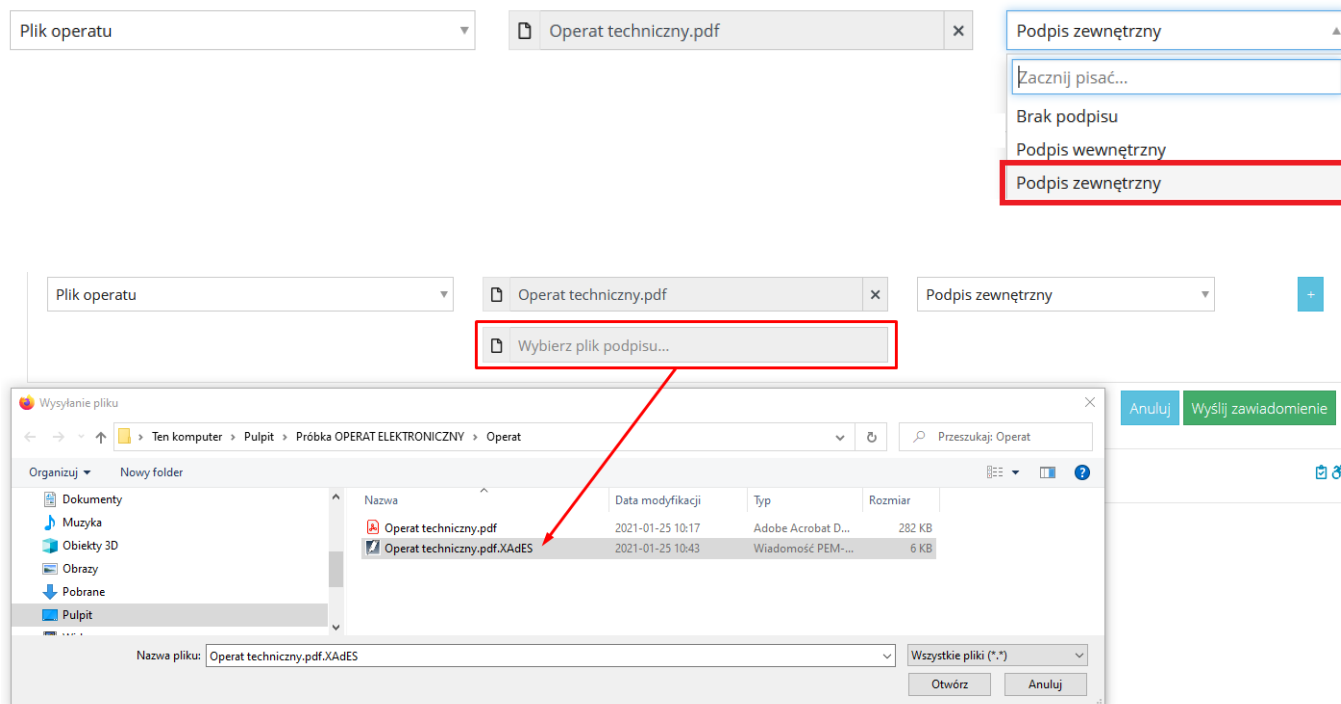 Plik operatu Operat techniczny.pdf Podpis zewnętrzny
Zacznij pisać...
Brak podpisu
Podpis wewnętrzny
Podpis zewnętrzny
Plik operatu Operat techniczny.pdf Podpis zewnętrzny +
Wybierz plik podpisu...
Wysyłanie pliku
Anuluj Wyślij zawiadomienie
Ten komputer > Pulpit > Próbka OPERAT ELEKTRONICZNY > Operat Przeszukaj: Operat
Organizuj Nowy folder
Dokumenty
Muzyka
Obiekty 3D
Obrazy
Pobrane
Pulpit
Nazwa Data modyfikacji Typ Rozmiar
Operat techniczny.pdf 2021-01-25 10:17 Adobe Acrobat D... 282 KB
Operat techniczny.pdf.XAdES 2021-01-25 10:43 Wiadomość PEM-... 6 KB
Nazwa pliku: Operat techniczny.pdf.XAdES Wszystkie pliki (*.*)
Otwórz Anuluj